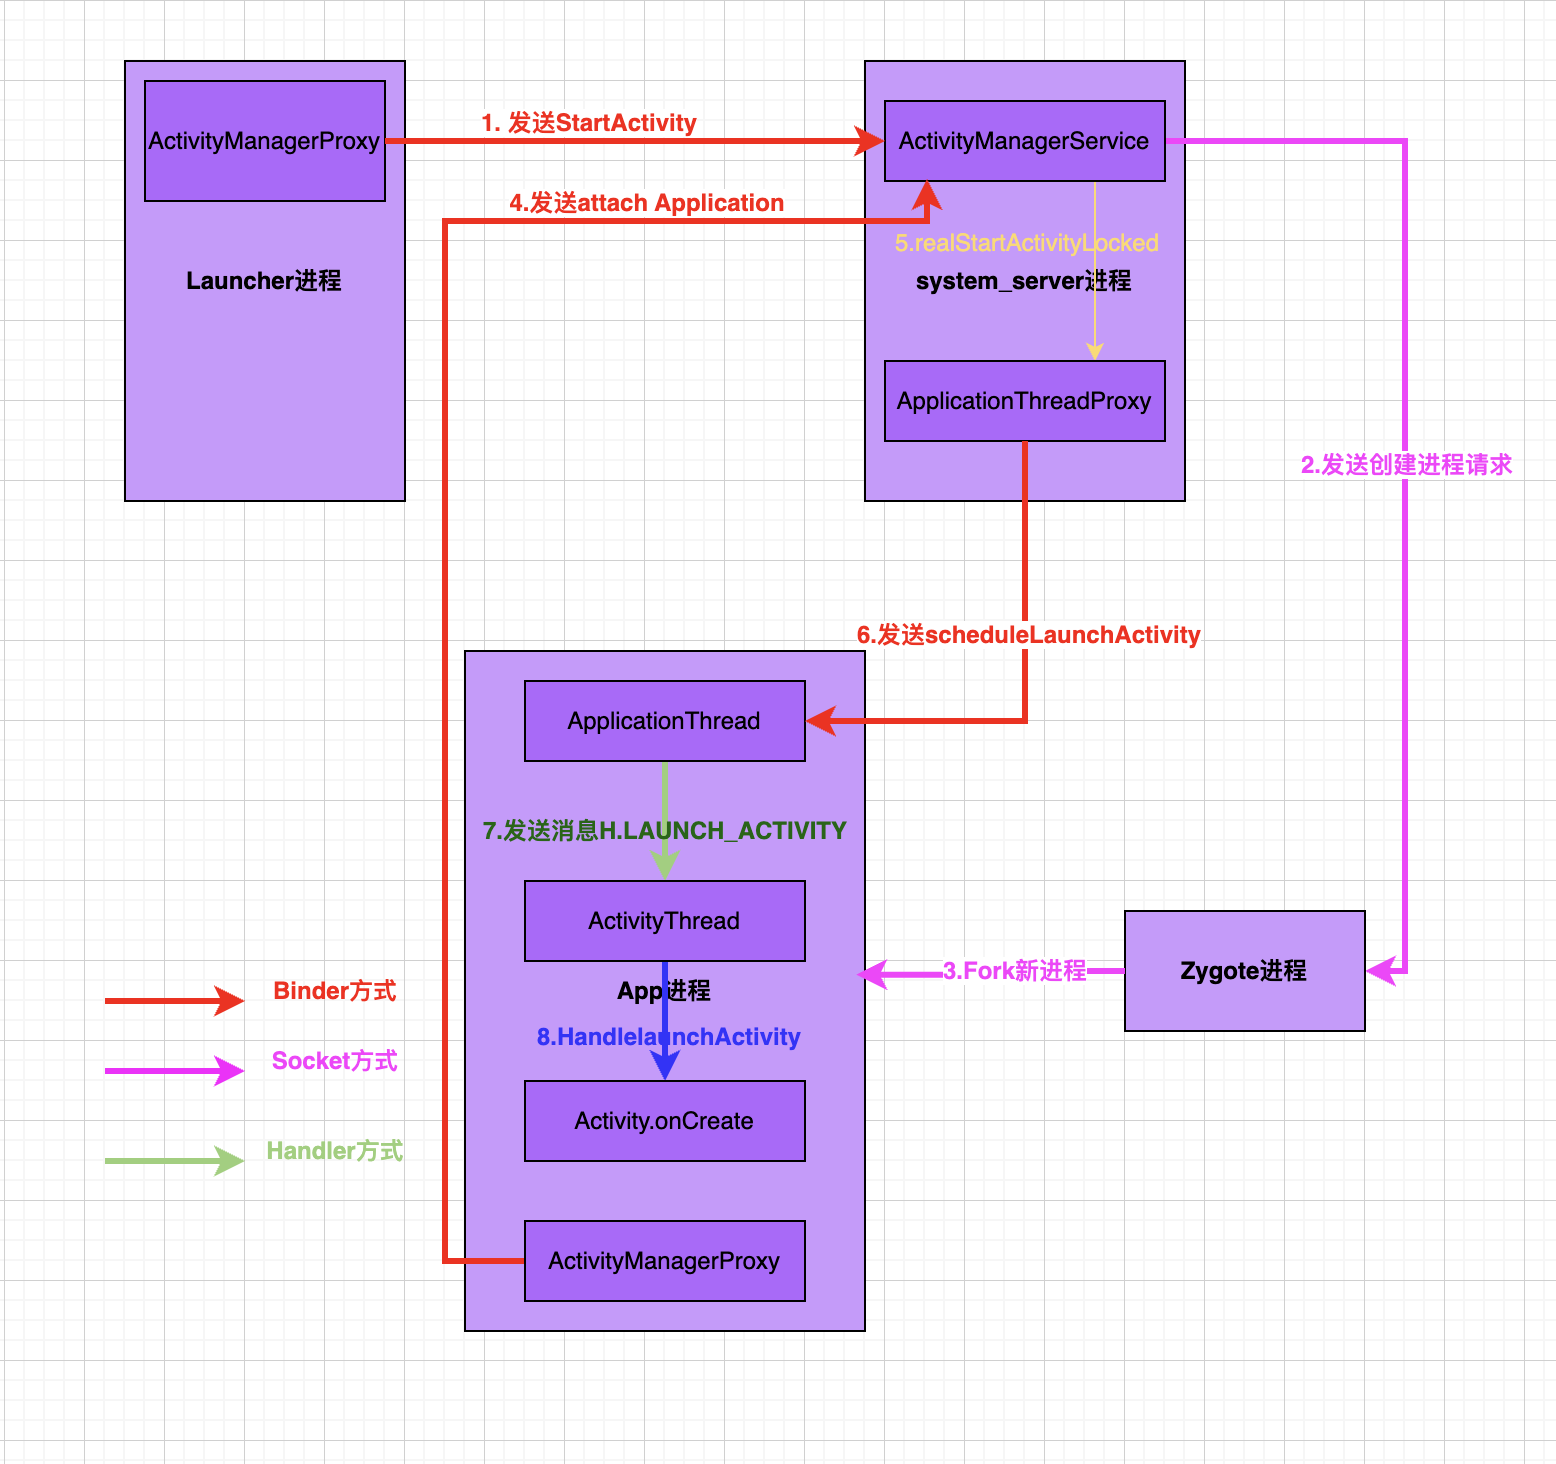 ActivityManagerProxy
1. 发送StartActivity
ActivityManagerService
4.发送attach Application
5.realStartActivityLocked
Launcher进程
system_server进程
ApplicationThreadProxy
2.发送创建进程请求
6.发送scheduleLaunchActivity
ApplicationThread
7.发送消息H.LAUNCH_ACTIVITY
ActivityThread
3.Fork新进程
Zygote进程
App进程
Binder方式
8.HandlelaunchActivity
Socket方式
Activity.onCreate
Handler方式
ActivityManagerProxy